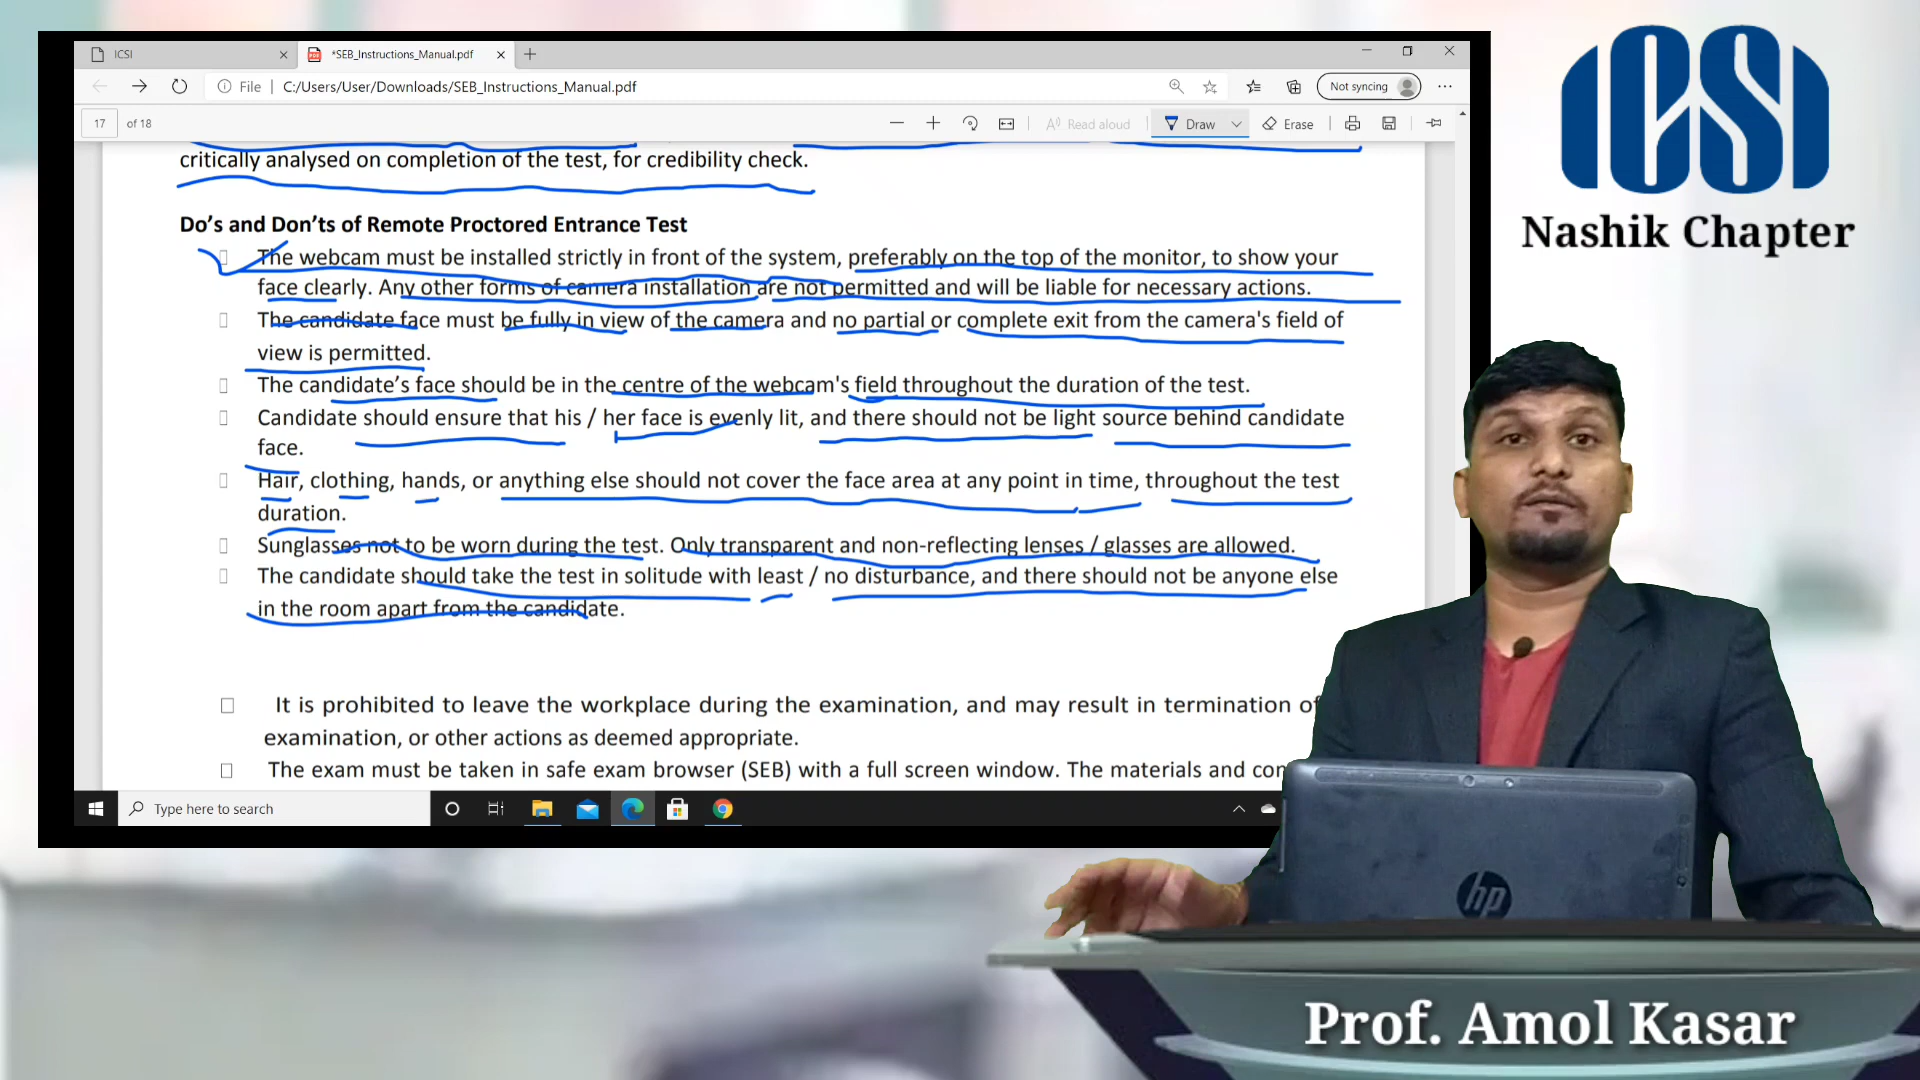 ICSI
*SEB_Instructions_Manual.pdf
File
C:/Users/User/Downloads/SEB_Instructions_Manual.pdf
Not syncing
17 of 18
Read aloud
Draw
Erase
critically analysed on completion of the test, for credibility check.
Do's and Don'ts of Remote Proctored Entrance Test
The webcam must be installed strictly in front of the system, preferably on the top of the monitor, to show your
face clearly. Any other forms of camera installation are not permitted and will be liable for necessary actions.
The candidate face must be fully in view of the camera and no partial or complete exit from the camera's field of
view is permitted.
The candidate's face should be in the centre of the webcam's field throughout the duration of the test.
Candidate should ensure that his / her face is evenly lit, and there should not be light source behind candidate
face.
Hair, clothing, hands, or anything else should not cover the face area at any point in time, throughout the test
duration.
Sunglasses not to be worn during the test. Only transparent and non-reflecting lenses / glasses are allowed.
The candidate should take the test in solitude with least / no disturbance, and there should not be anyone else
in the room apart from the candidate.
It is prohibited to leave the workplace during the examination, and may result in termination of
examination, or other actions as deemed appropriate.
The exam must be taken in safe exam browser (SEB) with a full screen window. The materials and
Type here to search
ICSI
Nashik Chapter
hp
Prof. Amol Kasar